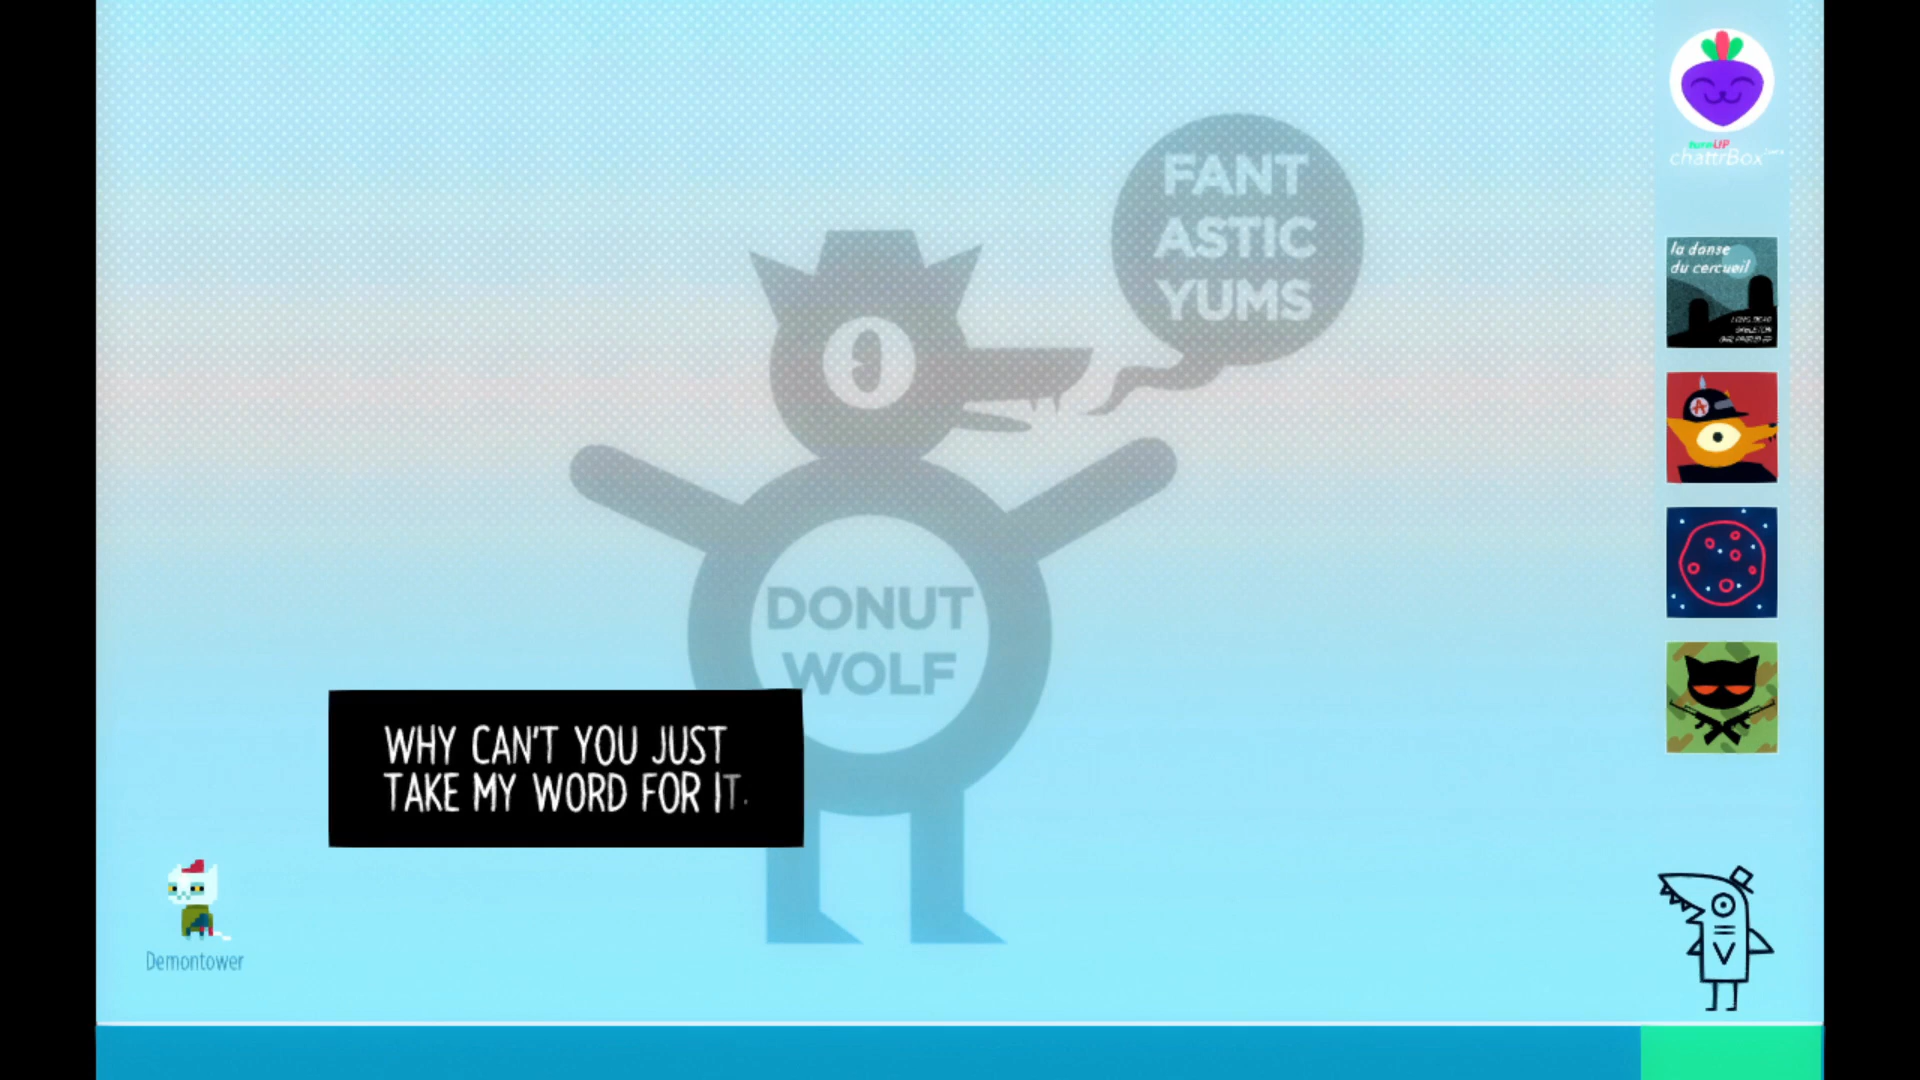 FANT
ASTIC
YUMS
turnUP
chattrBox
la danse
du cercueil
A
DONUT
WOLF
WHY CAN'T YOU JUST
TAKE MY WORD FOR IT.
Demontower